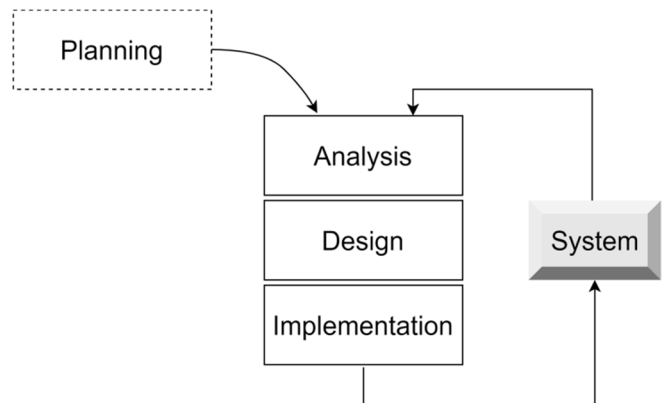 Planning
Analysis
Design
System
Implementation